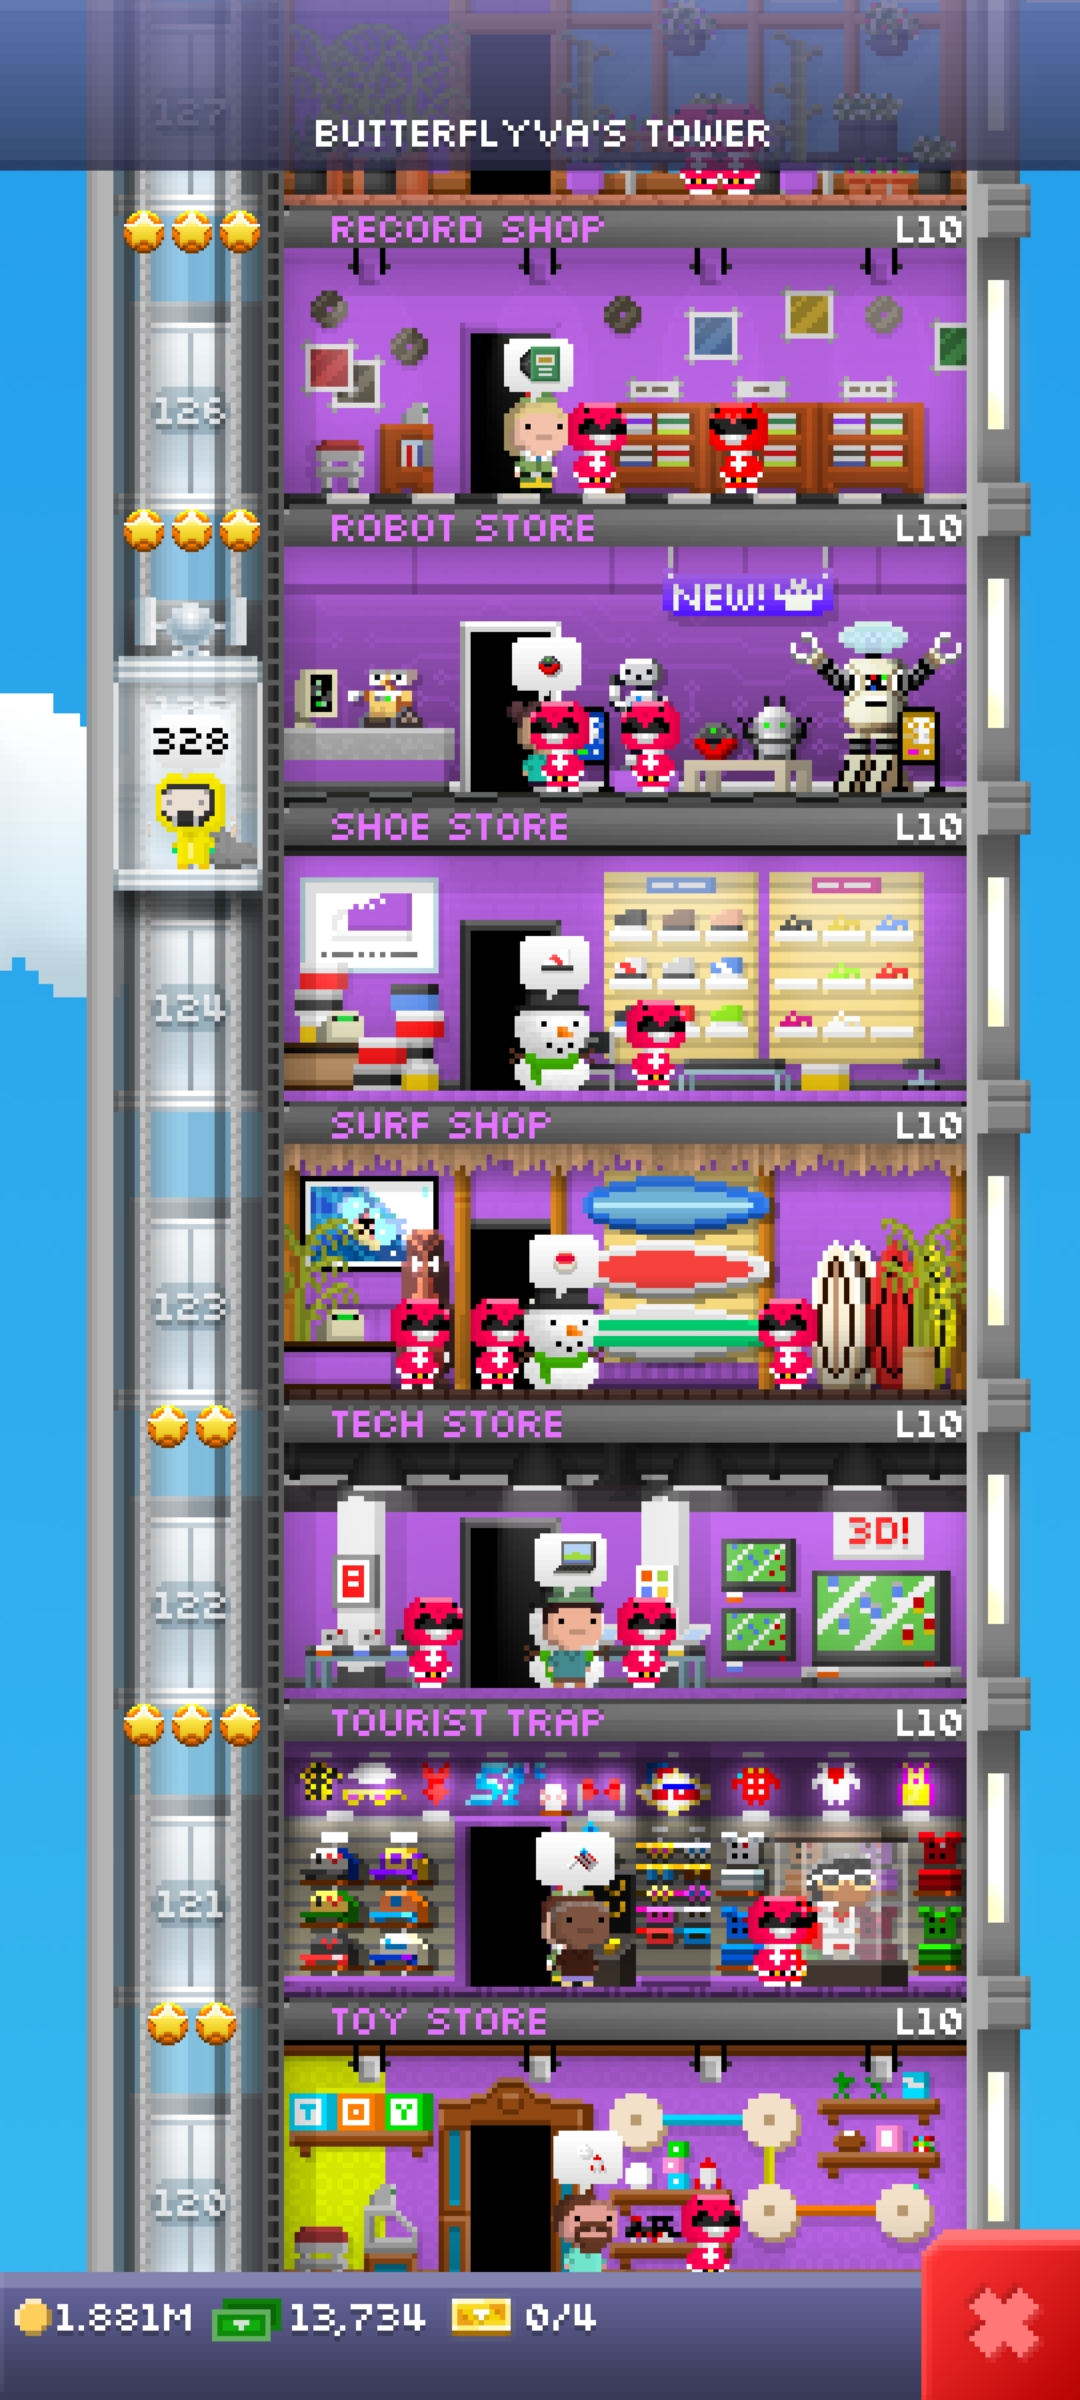 127
BUTTERFLYVA'S TOWER
RECORD SHOP L10
126
ROBOT STORE L10
NEW!
328
SHOE STORE L10
124
SURF SHOP L10
123
TECH STORE L10
3D!
8
122
TOURIST TRAP L10
121
TOY STORE L10
TOY
120
1.881M 13,734 0/4